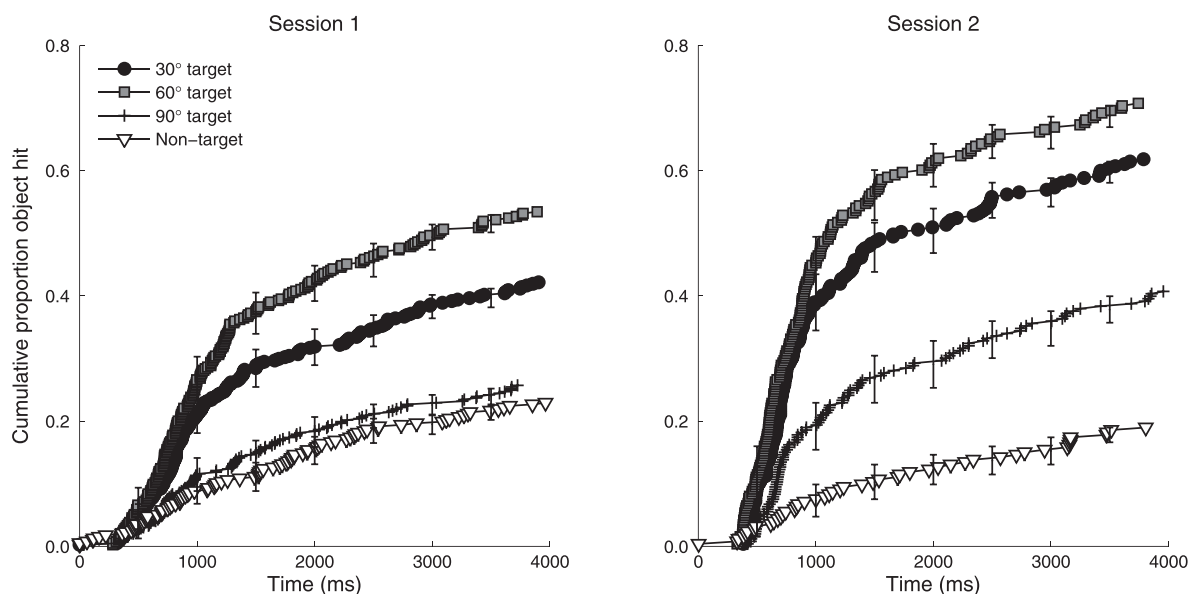 Session 1
Session 2
Cumulative proportion object hit
0.8
0.6
0.4
0.2
0.0
30° target
60° target
90° target
Non−target
0
1000
2000
3000
4000
Time (ms)
0.8
0.6
0.4
0.2
0.0
0
1000
2000
3000
4000
Time (ms)